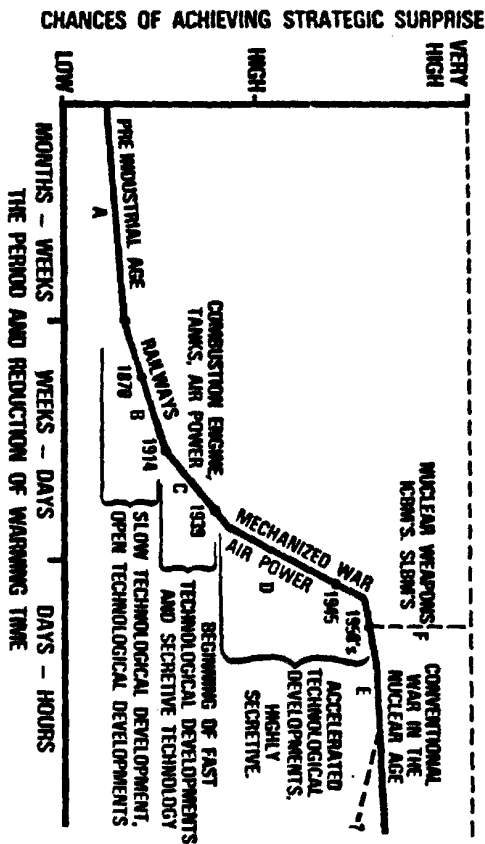 CHANCES OF ACHIEVING STRATEGIC SURPRISE
VERY
HIGH
HIGH
LOW
PRE INDUSTRIAL AGE
A
RAILWAYS
1870
B
1914
COMBUSTION ENGINE,
TANKS, AIR POWER
C
1939
MECHANIZED WAR
AIR POWER
D
1945
1950's
NUCLEAR WEAPONS
ICBM'S. SLBM'S.
F
CONVENTIONAL
WAR IN THE
NUCLEAR AGE
E
?
ACCELERATED
TECHNOLOGICAL
DEVELOPMENTS.
HIGHLY
SECRETIVE.
BEGINNING OF FAST
TECHNOLOGICAL DEVELOPMENTS
AND SECRETIVE TECHNOLOGY
SLOW TECHNOLOGICAL DEVELOPMENT,
OPEN TECHNOLOGICAL DEVELOPMENTS
MONTHS - WEEKS
WEEKS - DAYS
DAYS - HOURS
THE PERIOD AND REDUCTION OF WARNING TIME